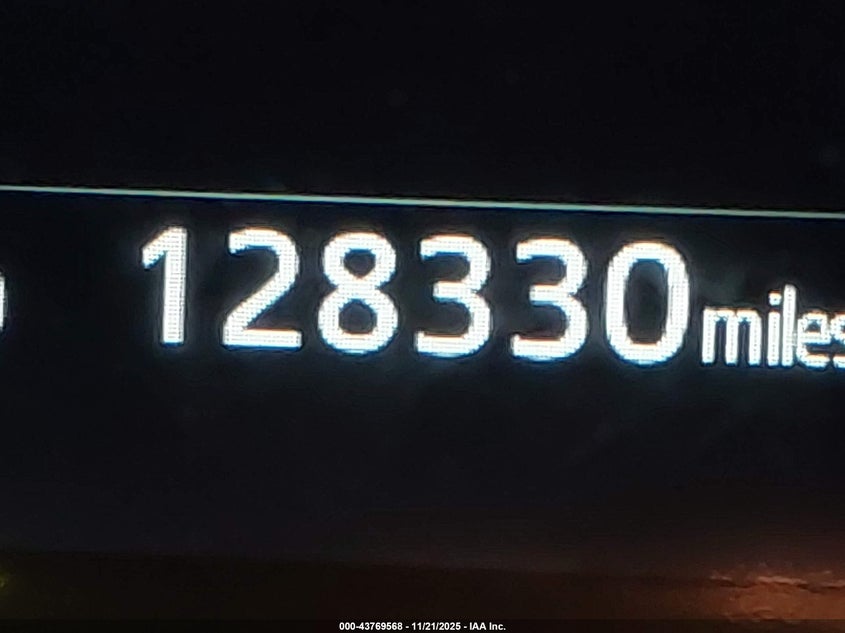 128330 miles
000-43769568 - 11/21/2025 - IAA Inc.